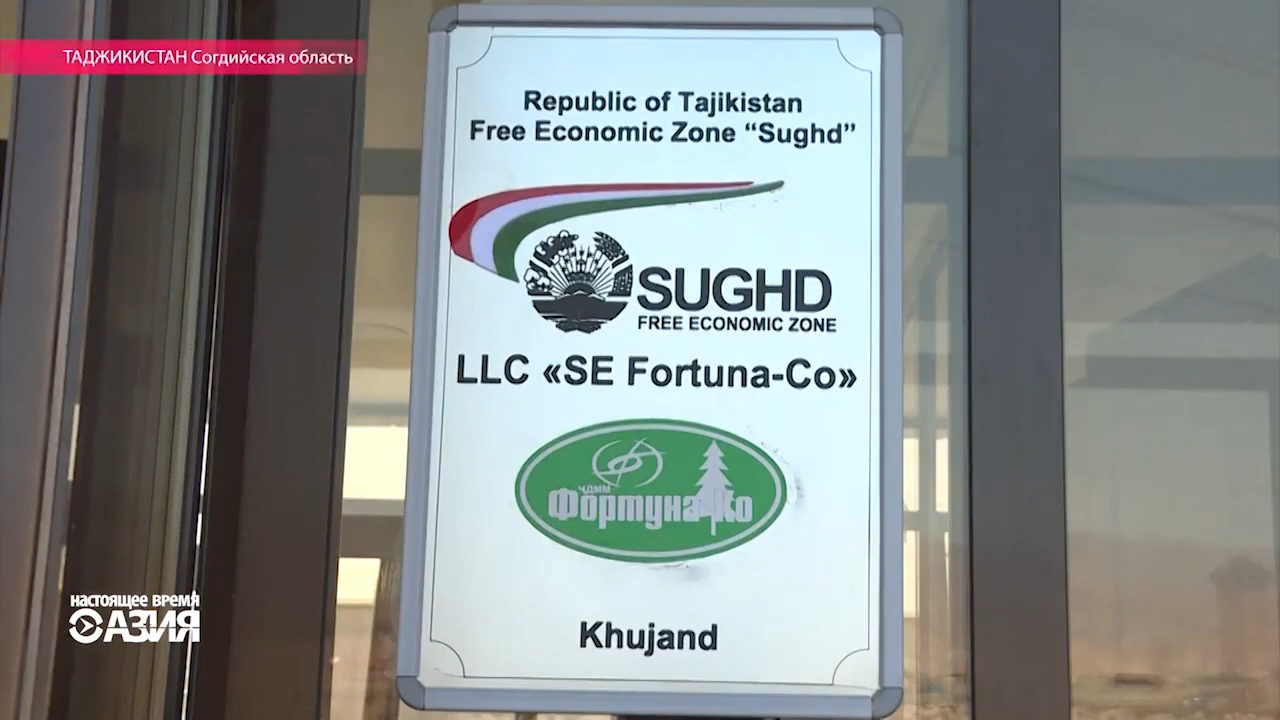 ТАДЖИКИСТАН Согдийская область
Republic of Tajikistan
Free Economic Zone “Sughd”
SUGHD
FREE ECONOMIC ZONE
LLC «SE Fortuna-Co»
ҶДММ
Фортуна Ко
Khujand
НАСТОЯЩЕЕ ВРЕМЯ
АЗИЯ